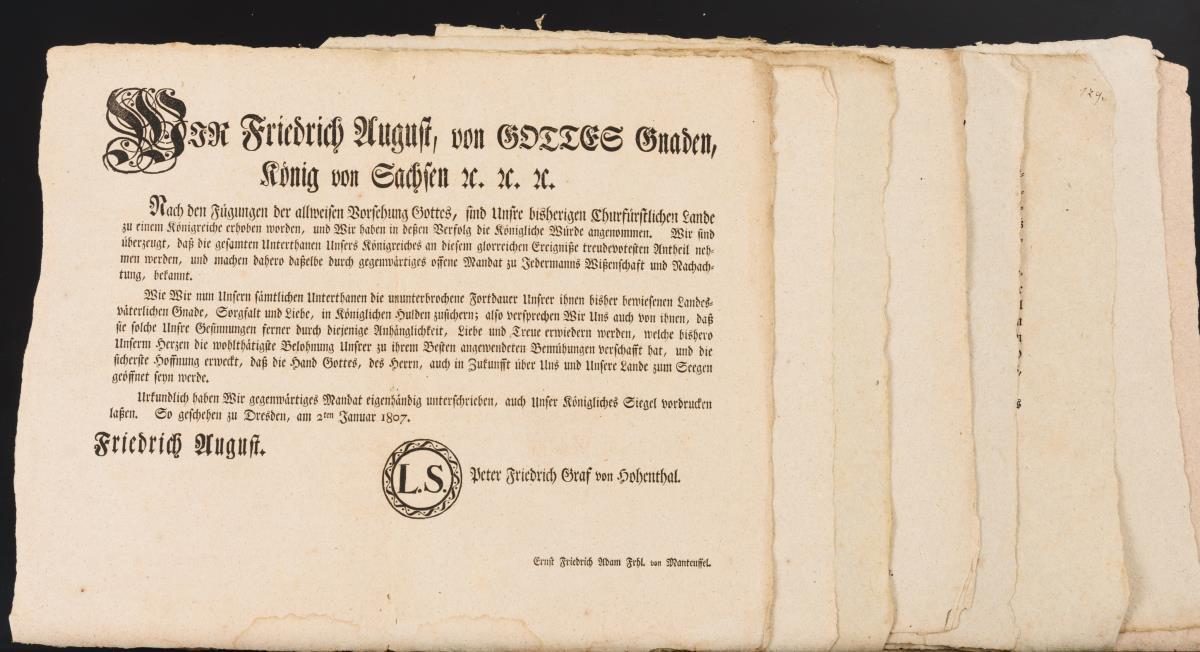 WIR Friedrich August, von GOTTES Gnaden,
König von Sachsen ꝛc. ꝛc. ꝛc.
Nach den Fügungen der allweisen Vorsehung Gottes, sind Unsre bisherigen Churfürstlichen Lande
zu einem Königreiche erhoben worden, und Wir haben in deßen Verfolg die Königliche Würde angenommen. Wir sind
überzeugt, daß die gesamten Unterthanen Unsers Königreiches an diesem glorreichen Ereigniße treudevotesten Antheil neh-
men werden, und machen dahero daßelbe durch gegenwärtiges offene Mandat zu Jedermanns Wißenschaft und Nachach-
tung, bekannt.
Wie Wir nun Unsern sämtlichen Unterthanen die ununterbrochene Fortdauer Unsrer ihnen bisher bewiesenen Landes-
väterlichen Gnade, Sorgfalt und Liebe, in Königlichen Hulden zusichern; also versprechen Wir Uns auch von ihnen, daß
sie solche Unsre Gesinnungen ferner durch diejenige Anhänglichkeit, Liebe und Treue erwiedern werden, welche bishero
Unserm Herzen die wohlthätigste Belohnung Unsrer zu ihrem Besten angewendeten Bemühungen verschafft hat, und die
sicherste Hoffnung erweckt, daß die Hand Gottes, des Herrn, auch in Zukunfft über Uns und Unsere Lande zum Seegen
geöffnet seyn werde.
Urkundlich haben Wir gegenwärtiges Mandat eigenhändig unterschrieben, auch Unser Königliches Siegel vordrucken
laßen. So geschehen zu Dresden, am 2ten Januar 1807.
Friedrich August.
L.S.
Peter Friedrich Graf von Hohenthal.
Ernst Friedrich Adam Frhl. von Manteuffel.